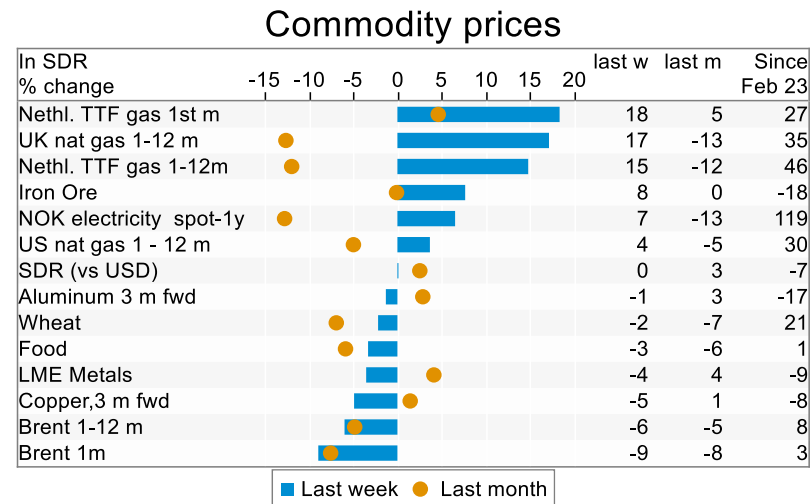 Commodity prices
In SDR last w last m Since
% change -15 -10 -5 0 5 10 15 20 Feb 23
Nethl. TTF gas 1st m 18 5 27
UK nat gas 1-12 m 17 -13 35
Nethl. TTF gas 1-12m 15 -12 46
Iron Ore 8 0 -18
NOK electricity spot-1y 7 -13 119
US nat gas 1 - 12 m 4 -5 30
SDR (vs USD) 0 3 -7
Aluminum 3 m fwd -1 3 -17
Wheat -2 -7 21
Food -3 -6 1
LME Metals -4 4 -9
Copper,3 m fwd -5 1 -8
Brent 1-12 m -6 -5 8
Brent 1m -9 -8 3
Last week Last month